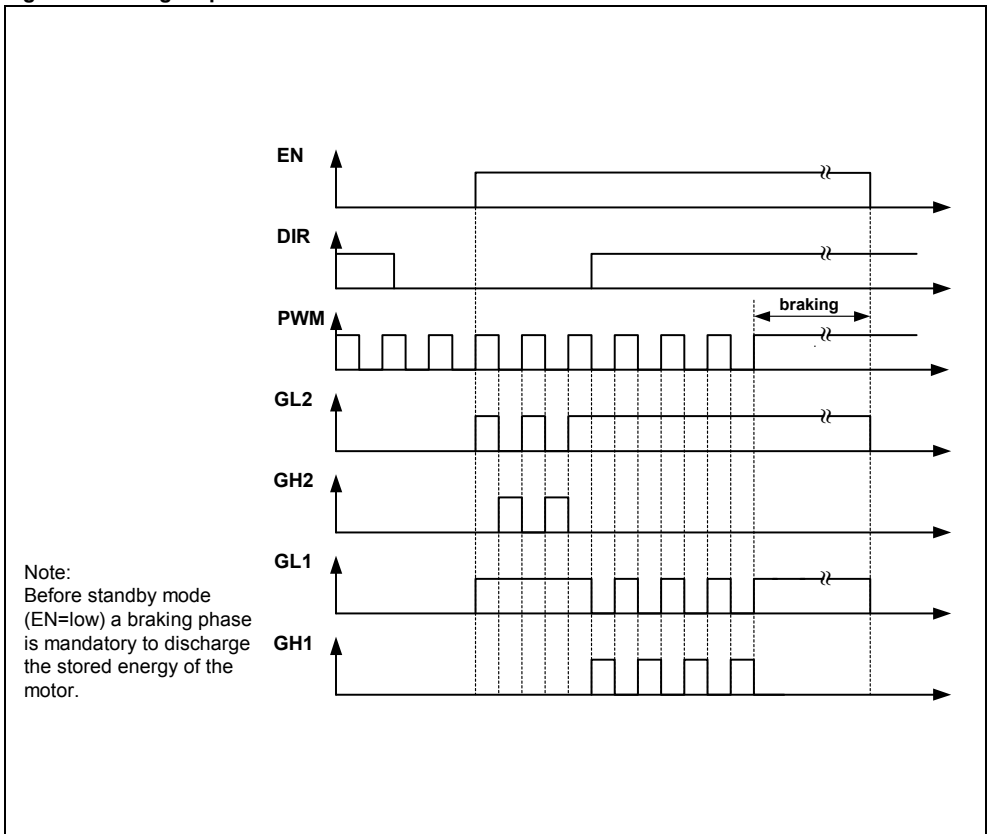 EN
DIR
braking
PWM
GL2
GH2
GL1
Note:
Before standby mode
(EN=low) a braking phase
is mandatory to discharge
the stored energy of the
motor.
GH1